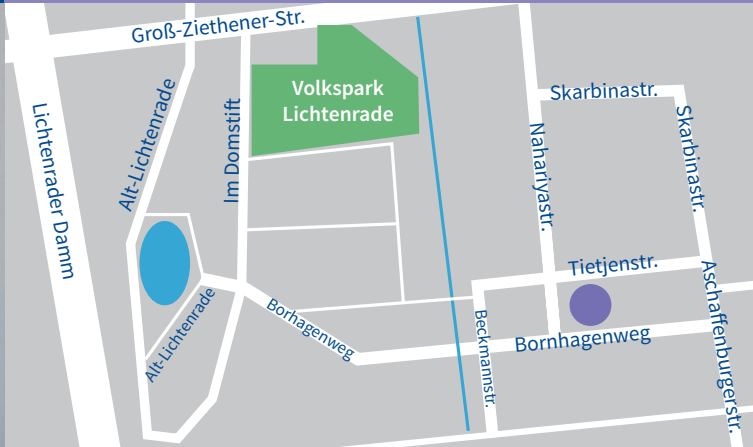 Groß-Ziethener-Str.
Lichtenrader Damm
Alt-Lichtenrade
Im Domstift
Volkspark
Lichtenrade
Skarbinastr.
Skarbinastr.
Nahariyastr.
Tietjenstr.
Aschaffenburgerstr.
Alt-Lichtenrade
Borhagenweg
Beckmannstr.
Bornhagenweg